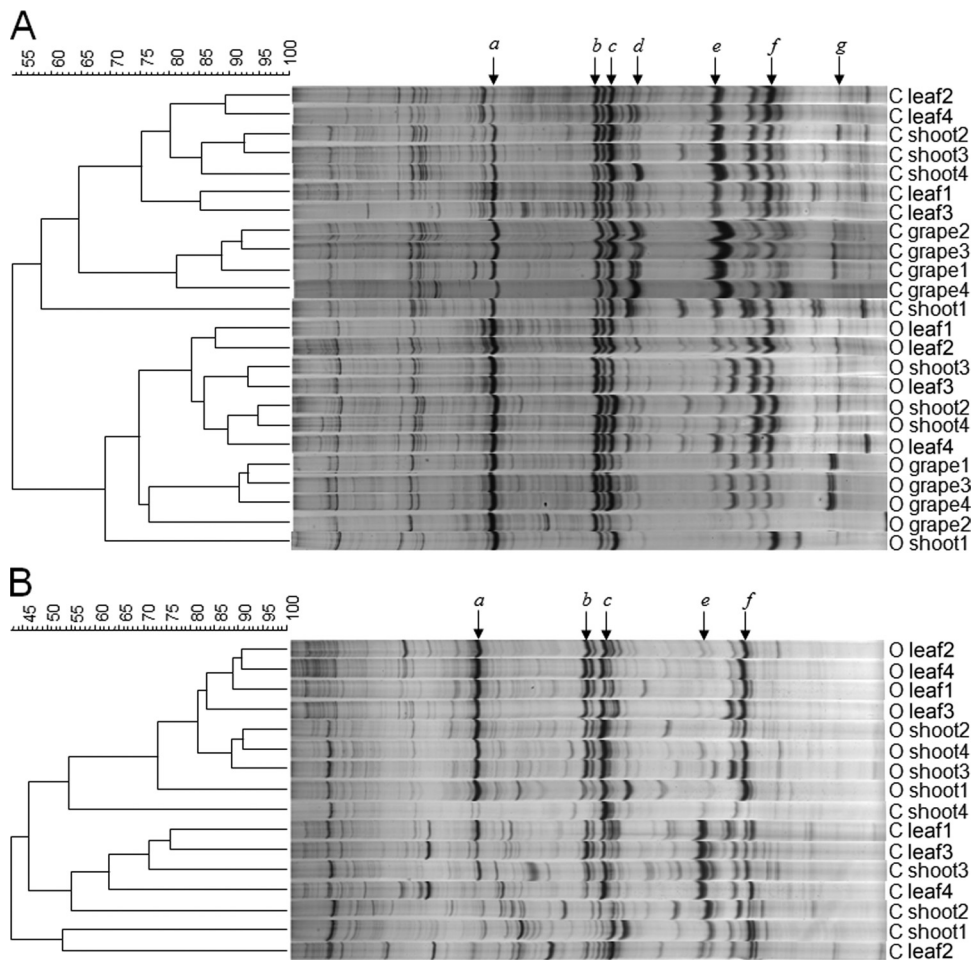 A
55 60 65 70 75 80 85 90 95 100
a b c d e f g
C leaf2
C leaf4
C shoot2
C shoot3
C shoot4
C leaf1
C leaf3
C grape2
C grape3
C grape1
C grape4
C shoot1
O leaf1
O leaf2
O shoot3
O leaf3
O shoot2
O shoot4
O leaf4
O grape1
O grape3
O grape4
O grape2
O shoot1
B
45 50 55 60 65 70 75 80 85 90 95 100
a b c e f
O leaf2
O leaf4
O leaf1
O leaf3
O shoot2
O shoot4
O shoot3
O shoot1
C shoot4
C leaf1
C leaf3
C shoot3
C leaf4
C shoot2
C shoot1
C leaf2